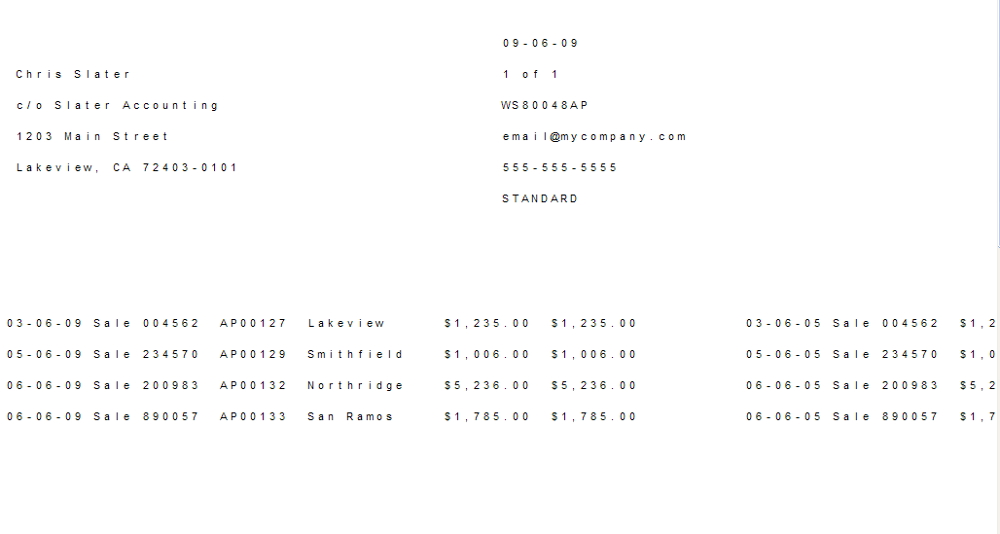 09-06-09
Chris Slater 1 of 1
c/o Slater Accounting WS80048AP
1203 Main Street email@mycompany.com
Lakeview, CA 72403-0101 555-555-5555
STANDARD
03-06-09 Sale 004562 AP00127 Lakeview $1,235.00 $1,235.00 03-06-05 Sale 004562 $1,2
05-06-09 Sale 234570 AP00129 Smithfield $1,006.00 $1,006.00 05-06-05 Sale 234570 $1,0
06-06-09 Sale 200983 AP00132 Northridge $5,236.00 $5,236.00 06-06-05 Sale 200983 $5,2
06-06-09 Sale 890057 AP00133 San Ramos $1,785.00 $1,785.00 06-06-05 Sale 890057 $1,7